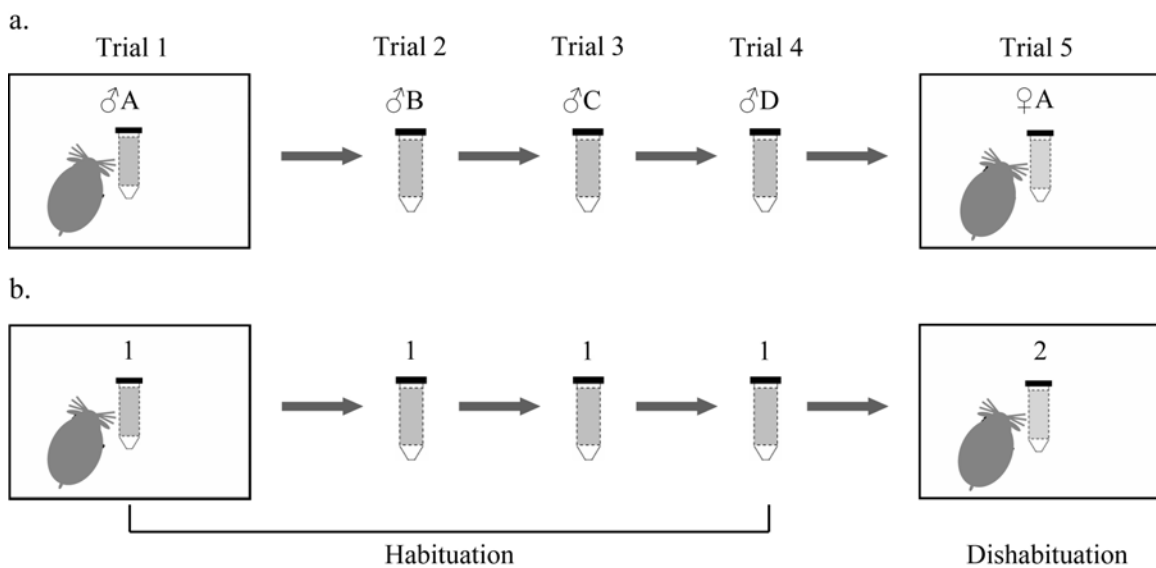 a.
Trial 1 Trial 2 Trial 3 Trial 4 Trial 5
♂A ♂B ♂C ♂D ♀A
b.
1 1 1 1 2
Habituation Dishabituation